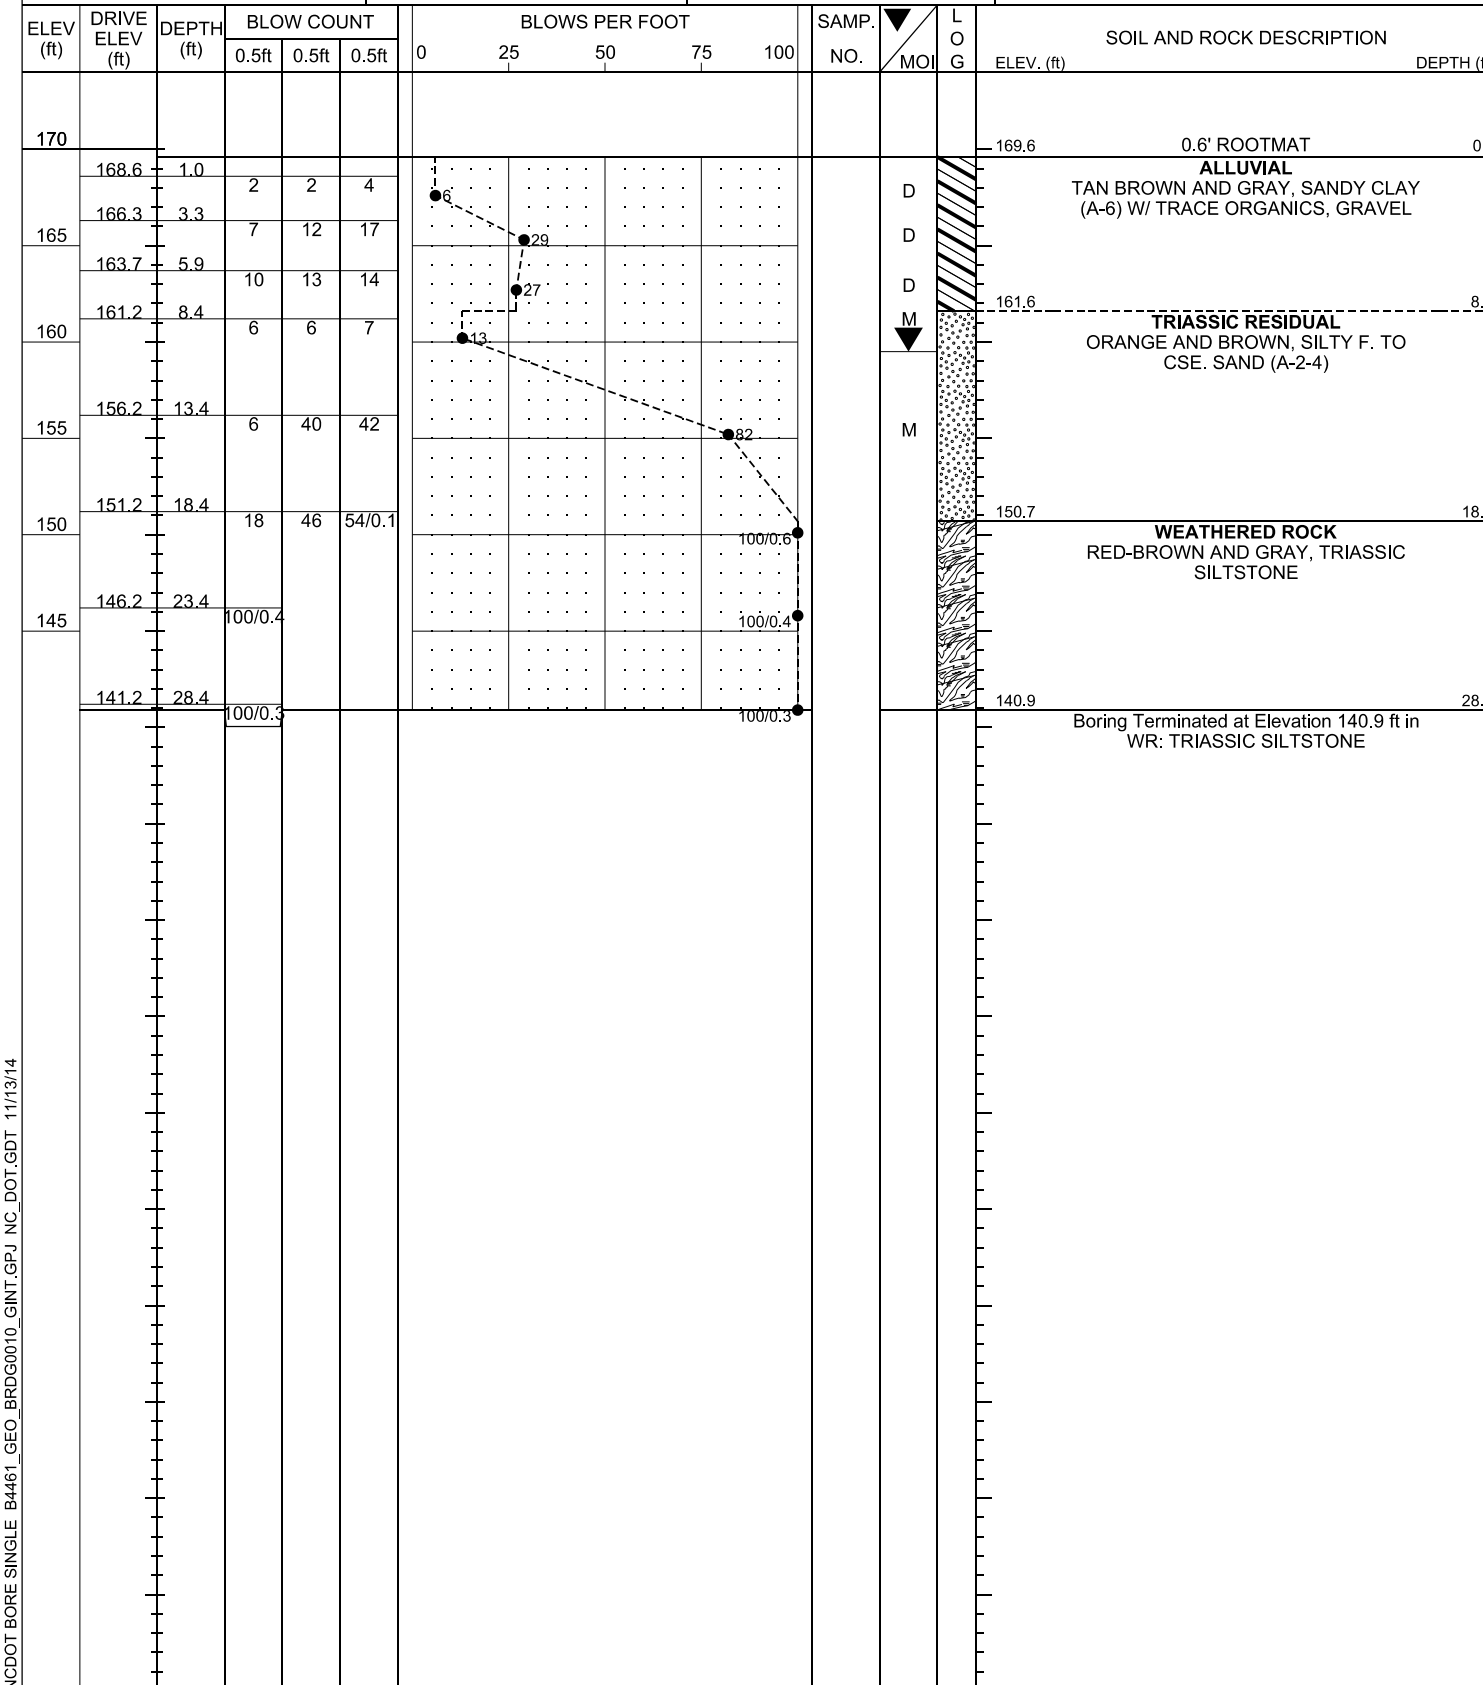 ELEV (ft) DRIVE ELEV (ft) DEPTH (ft) BLOW COUNT BLOWS PER FOOT SAMP. NO. MOI LOG SOIL AND ROCK DESCRIPTION
0.5ft 0.5ft 0.5ft 0 25 50 75 100 ELEV. (ft) DEPTH (f
170 169.6 0.6' ROOTMAT 0
ALLUVIAL
168.6 1.0 2 2 4 6 D TAN BROWN AND GRAY, SANDY CLAY
(A-6) W/ TRACE ORGANICS, GRAVEL
166.3 3.3 7 12 17 29 D
165
163.7 5.9 10 13 14 27 D
161.6 8.
161.2 8.4 6 6 7 13 M TRIASSIC RESIDUAL
160 ORANGE AND BROWN, SILTY F. TO
CSE. SAND (A-2-4)
156.2 13.4 6 40 42 82 M
155
151.2 18.4 18 46 54/0.1 100/0.6 150.7 18.
150 WEATHERED ROCK
RED-BROWN AND GRAY, TRIASSIC
SILTSTONE
146.2 23.4 100/0.4 100/0.4
145
141.2 28.4 100/0.3 100/0.3 140.9 28.
Boring Terminated at Elevation 140.9 ft in
WR: TRIASSIC SILTSTONE
NCDOT BORE SINGLE B4461_GEO_BRDG0010_GINT.GPJ NC_DOT.GDT 11/13/14